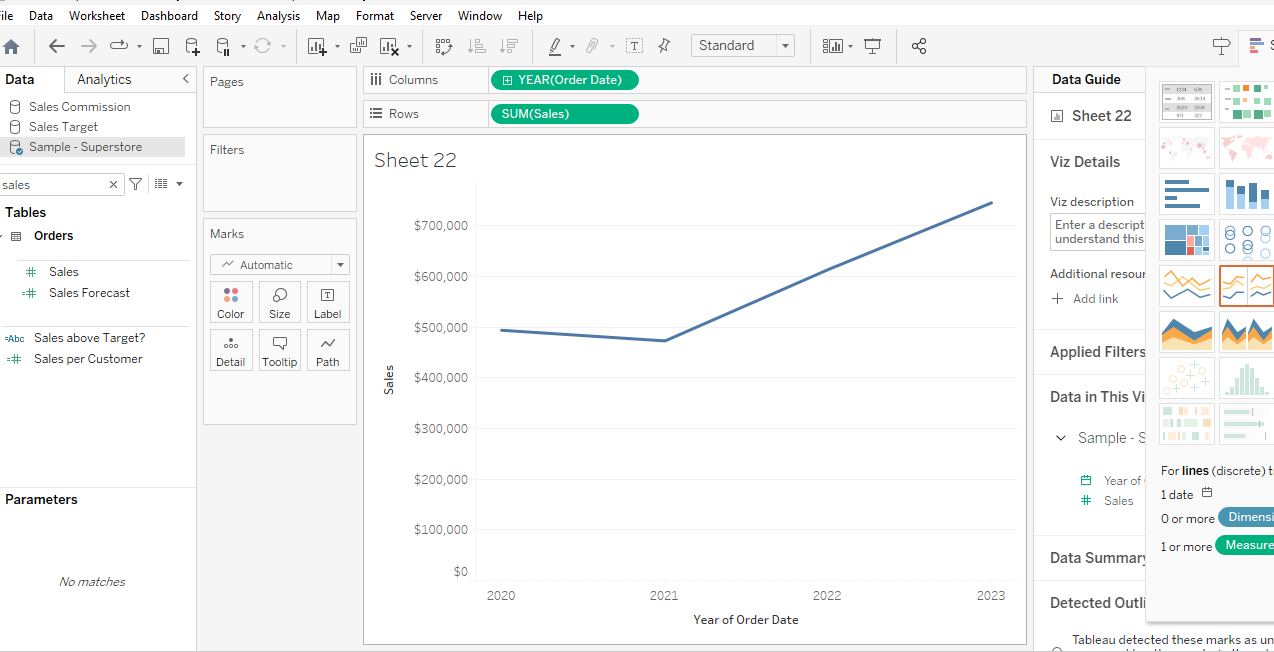 File Data Worksheet Dashboard Story Analysis Map Format Server Window Help
Standard
Data Analytics
Sales Commission
Sales Target
Sample - Superstore
sales
Tables
Orders
Sales
Sales Forecast
Abc Sales above Target?
Sales per Customer
Parameters
No matches
Pages
Filters
Marks
Automatic
Color Size Label
Detail Tooltip Path
Columns YEAR(Order Date)
Rows SUM(Sales)
Sheet 22
$700,000
$600,000
$500,000
$400,000
$300,000
$200,000
$100,000
$0
Sales
2020 2021 2022 2023
Year of Order Date
Data Guide
Sheet 22
Viz Details
Viz description
Enter a descript
understand this
Additional resour
Add link
Applied Filters
Data in This Vi
Sample - S
Year of
Sales
Data Summary
Detected Outli
Tableau detected these marks as un
For lines (discrete) t
1 date
0 or more Dimensi
1 or more Measure